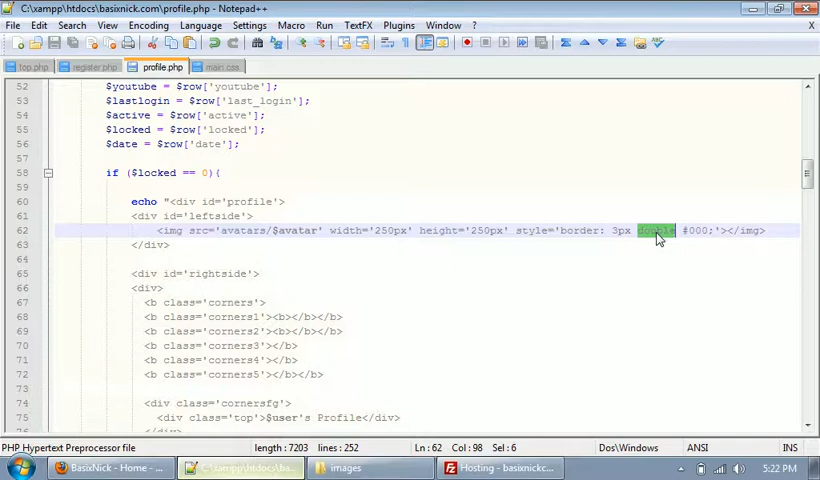 C:\xampp\htdocs\basixnick.com\profile.php - Notepad++
File Edit Search View Encoding Language Settings Macro Run TextFX Plugins Window ?
X
top.php register.php profile.php main.css
52 $youtube = $row['youtube'];
53 $lastlogin = $row['last_login'];
54 $active = $row['active'];
55 $locked = $row['locked'];
56 $date = $row['date'];
57
58 if ($locked == 0){
59
60 echo "<div id='profile'>
61 <div id='leftside'>
62 <img src='avatars/$avatar' width='250px' height='250px' style='border: 3px double #000;'></img>
63 </div>
64
65 <div id='rightside'>
66 <div>
67 <b class='corners'>
68 <b class='corners1'><b></b></b>
69 <b class='corners2'><b></b></b>
70 <b class='corners3'></b>
71 <b class='corners4'></b>
72 <b class='corners5'></b></b>
73
74 <div class='cornersfg'>
75 <div class='top'>$user's Profile</div>
</div>
PHP Hypertext Preprocessor file length : 7203 lines : 252 Ln : 62 Col : 98 Sel : 6 Dos\Windows ANSI INS
BasixNick - Home - ... C:\xampp\htdocs\ba... images Hosting - basixnickc... 5:22 PM